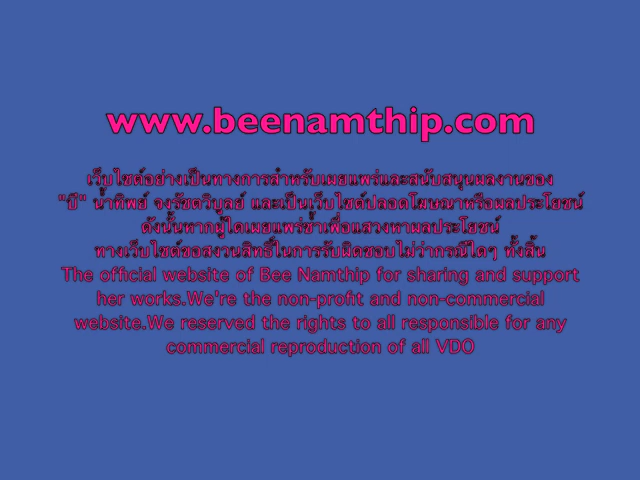 www.beenamthip.com
เว็บไซต์อย่างเป็นทางการสำหรับเผยแพร่และสนับสนุนผลงานของ
"บี" น้ำทิพย์ จงรัชตวิบูลย์ และเป็นเว็บไซต์ปลอดโฆษณาหรือผลประโยชน์
ดังนั้นหากผู้ใดเผยแพร่ซ้ำเพื่อแสวงหาผลประโยชน์
ทางเว็บไซต์ขอสงวนสิทธิ์ในการรับผิดชอบไม่ว่ากรณีใดๆ ทั้งสิ้น
The official website of Bee Namthip for sharing and support
her works.We're the non-profit and non-commercial
website.We reserved the rights to all responsible for any
commercial reproduction of all VDO